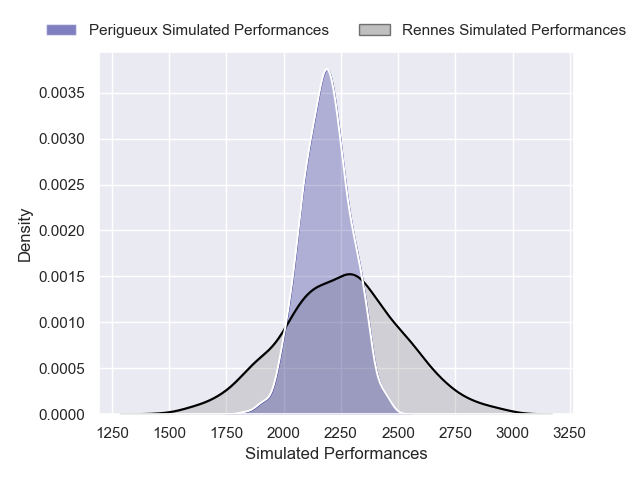 Perigueux Simulated Performances Rennes Simulated Performances
0.0035
0.0030
0.0025
0.0020
0.0015
0.0010
0.0005
0.0000
Density
1250 1500 1750 2000 2250 2500 2750 3000 3250
Simulated Performances